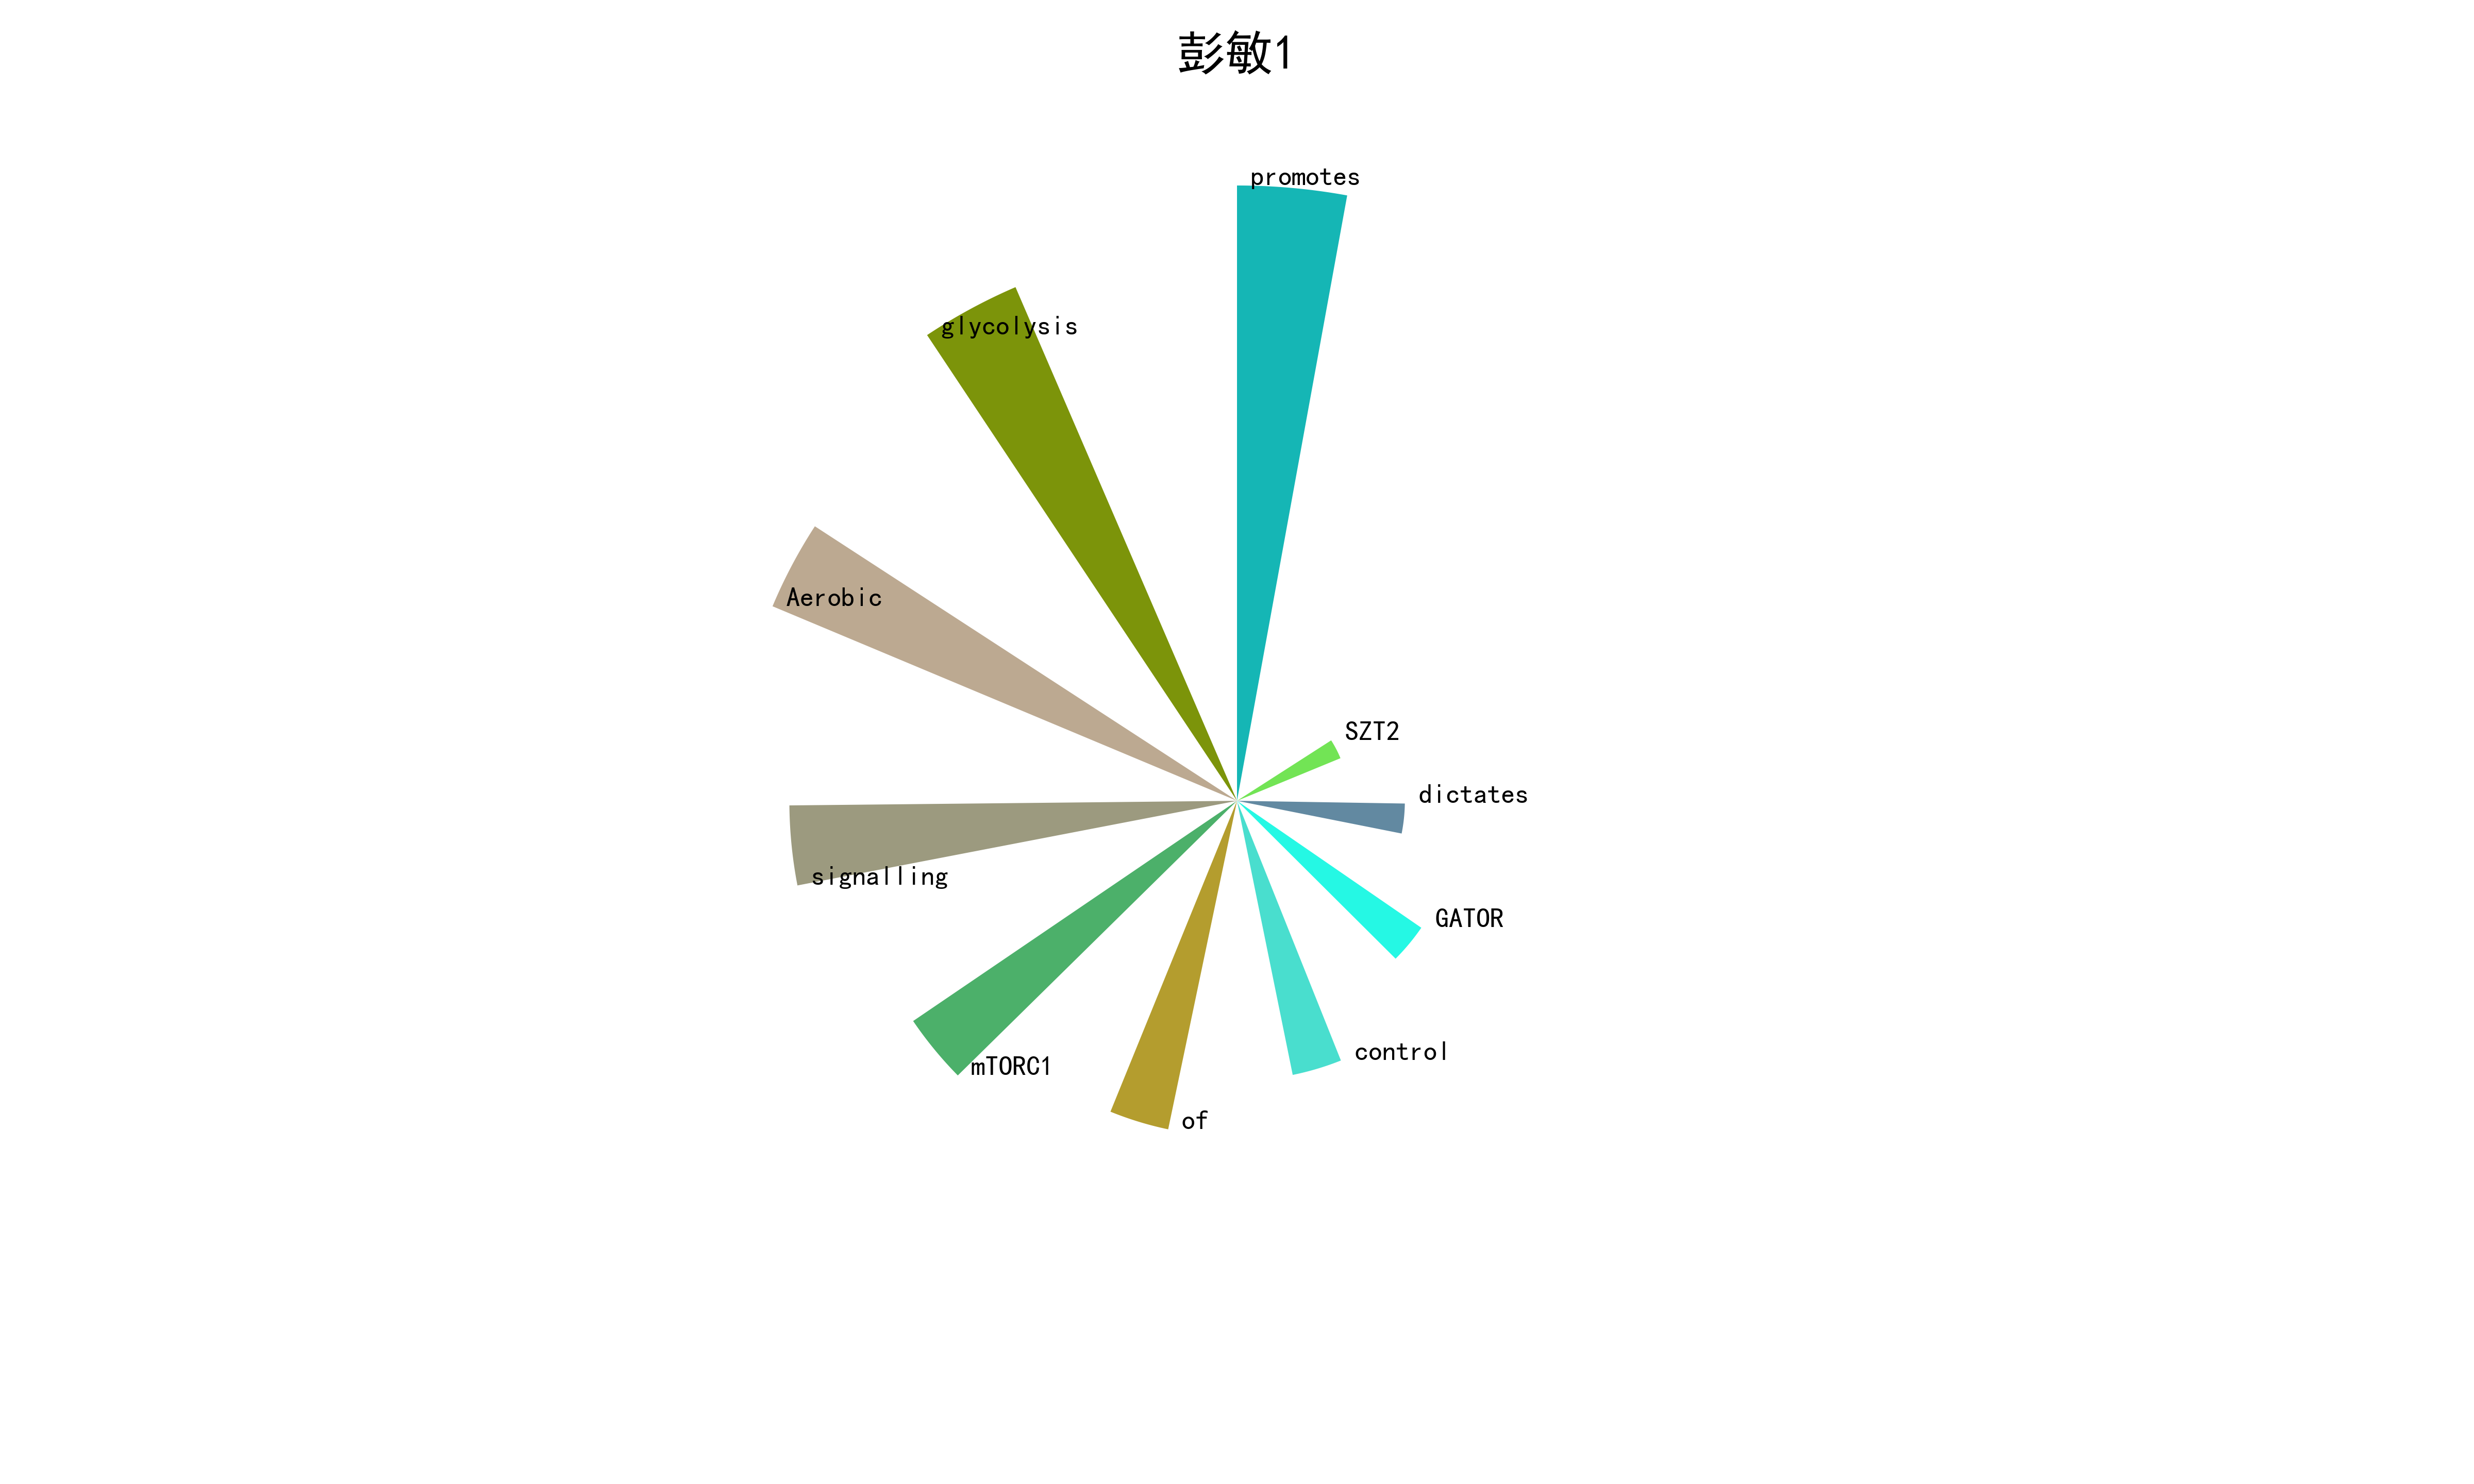 彭敏1
promotes
glycolysis
Aerobic
SZT2
dictates
signalling
GATOR
control
mTORC1
of